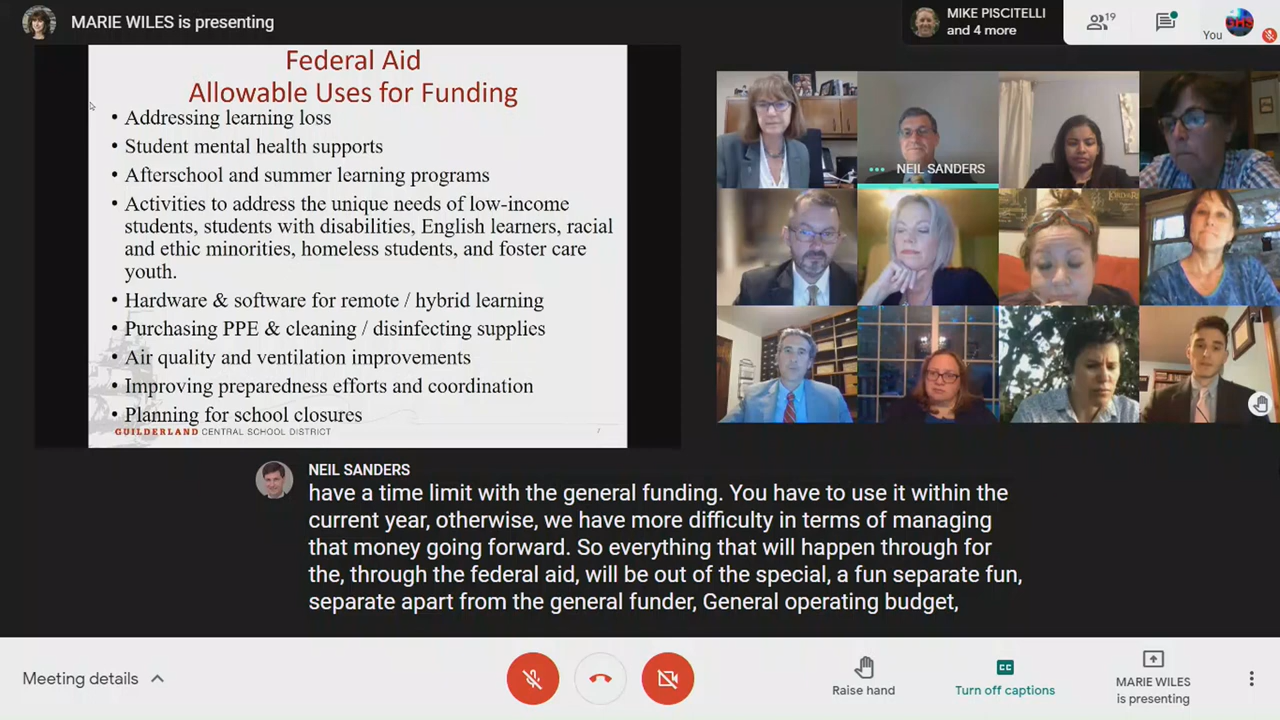 MARIE WILES is presenting
MIKE PISCITELLI
and 4 more
19
You
GHS
Federal Aid
Allowable Uses for Funding
• Addressing learning loss
• Student mental health supports
• Afterschool and summer learning programs
• Activities to address the unique needs of low-income
students, students with disabilities, English learners, racial
and ethic minorities, homeless students, and foster care
youth.
• Hardware & software for remote / hybrid learning
• Purchasing PPE & cleaning / disinfecting supplies
• Air quality and ventilation improvements
• Improving preparedness efforts and coordination
• Planning for school closures
GUILDERLAND CENTRAL SCHOOL DISTRICT
NEIL SANDERS
NEIL SANDERS
have a time limit with the general funding. You have to use it within the
current year, otherwise, we have more difficulty in terms of managing
that money going forward. So everything that will happen through for
the, through the federal aid, will be out of the special, a fun separate fun,
separate apart from the general funder, General operating budget,
Meeting details
Raise hand
CC
Turn off captions
MARIE WILES
is presenting